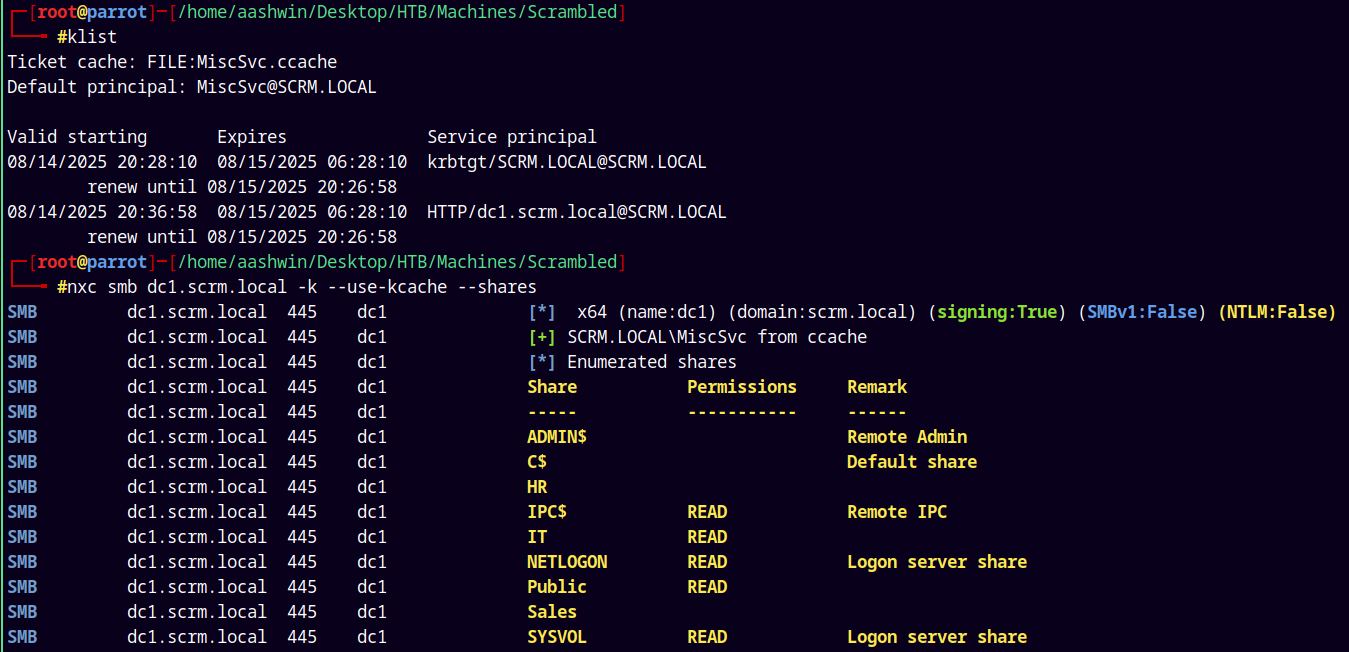 ┌─[root@parrot]─[/home/aashwin/Desktop/HTB/Machines/Scrambled]
└──╼ #klist
Ticket cache: FILE:MiscSvc.ccache
Default principal: MiscSvc@SCRM.LOCAL

Valid starting       Expires              Service principal
08/14/2025 20:28:10  08/15/2025 06:28:10  krbtgt/SCRM.LOCAL@SCRM.LOCAL
        renew until 08/15/2025 20:26:58
08/14/2025 20:36:58  08/15/2025 06:28:10  HTTP/dc1.scrm.local@SCRM.LOCAL
        renew until 08/15/2025 20:26:58
┌─[root@parrot]─[/home/aashwin/Desktop/HTB/Machines/Scrambled]
└──╼ #nxc smb dc1.scrm.local -k --use-kcache --shares
SMB         dc1.scrm.local  445    dc1              [*]  x64 (name:dc1) (domain:scrm.local) (signing:True) (SMBv1:False) (NTLM:False)
SMB         dc1.scrm.local  445    dc1              [+] SCRM.LOCAL\MiscSvc from ccache
SMB         dc1.scrm.local  445    dc1              [*] Enumerated shares
SMB         dc1.scrm.local  445    dc1              Share           Permissions     Remark
SMB         dc1.scrm.local  445    dc1              -----           -----------     ------
SMB         dc1.scrm.local  445    dc1              ADMIN$                          Remote Admin
SMB         dc1.scrm.local  445    dc1              C$                              Default share
SMB         dc1.scrm.local  445    dc1              HR
SMB         dc1.scrm.local  445    dc1              IPC$            READ            Remote IPC
SMB         dc1.scrm.local  445    dc1              IT              READ
SMB         dc1.scrm.local  445    dc1              NETLOGON        READ            Logon server share
SMB         dc1.scrm.local  445    dc1              Public          READ
SMB         dc1.scrm.local  445    dc1              Sales
SMB         dc1.scrm.local  445    dc1              SYSVOL          READ            Logon server share